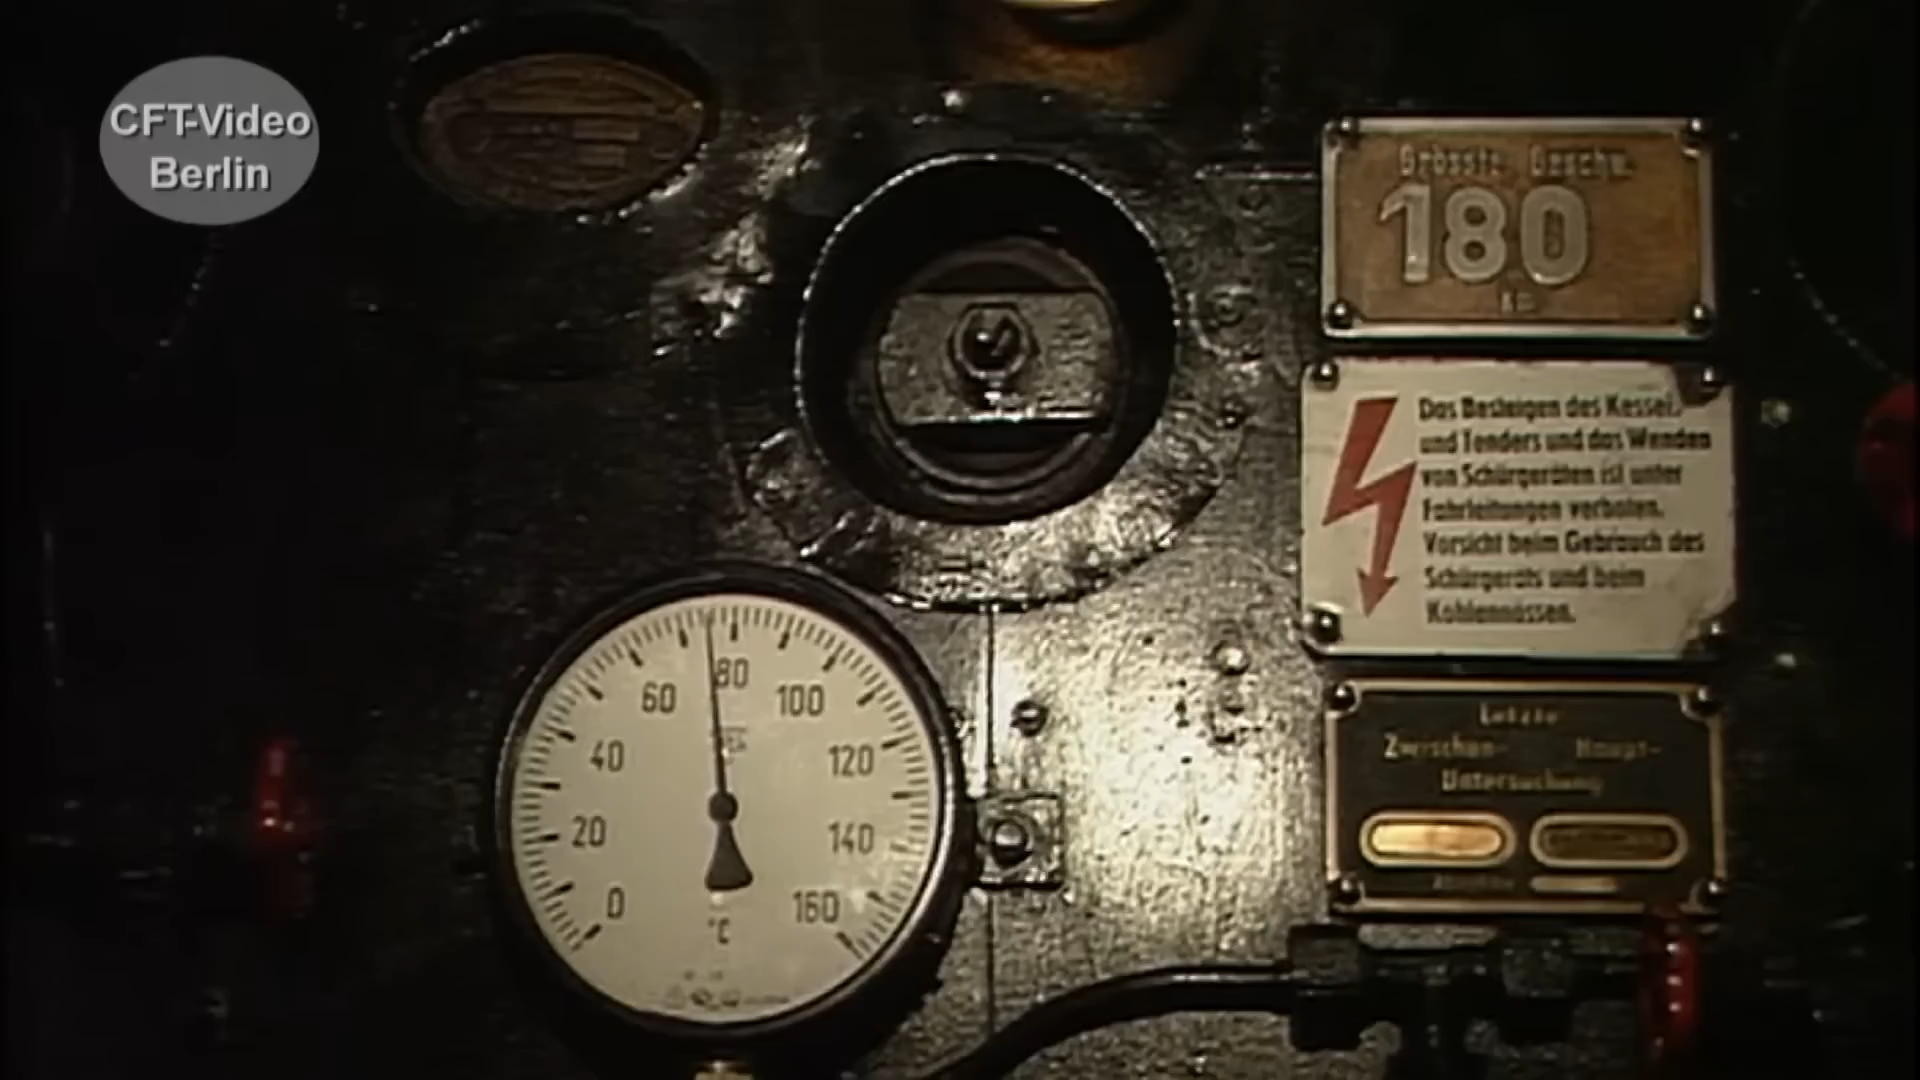 CFT-Video
Berlin
Grösste Geschw.
180
Km
Das Besteigen des Kessels
und Tenders und das Wenden
von Schürgeräten ist unter
Fahrleitungen verboten.
Vorsicht beim Gebrauch des
Schürgeräts und beim
Kohlennässen.
80
60
100
40
120
20
140
0
160
°C
Letzte
Zwischen- Haupt-
Untersuchung